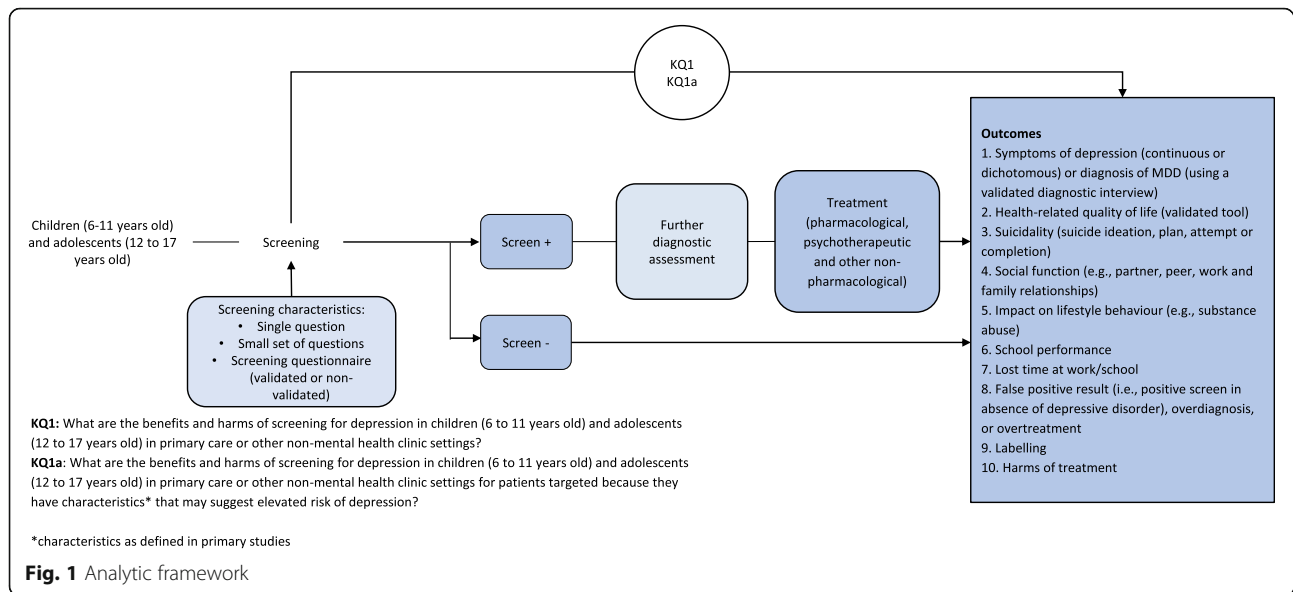 KQ1
KQ1a
Children (6-11 years old)
and adolescents (12 to 17
years old)
Screening
Screening characteristics:
• Single question
• Small set of questions
• Screening questionnaire
(validated or non-
validated)
Screen +
Screen -
Further
diagnostic
assessment
Treatment
(pharmacological,
psychotherapeutic
and other non-
pharmacological)
Outcomes
1. Symptoms of depression (continuous or
dichotomous) or diagnosis of MDD (using a
validated diagnostic interview)
2. Health-related quality of life (validated tool)
3. Suicidality (suicide ideation, plan, attempt or
completion)
4. Social function (e.g., partner, peer, work and
family relationships)
5. Impact on lifestyle behaviour (e.g., substance
abuse)
6. School performance
7. Lost time at work/school
8. False positive result (i.e., positive screen in
absence of depressive disorder), overdiagnosis,
or overtreatment
9. Labelling
10. Harms of treatment
KQ1: What are the benefits and harms of screening for depression in children (6 to 11 years old) and adolescents
(12 to 17 years old) in primary care or other non-mental health clinic settings?
KQ1a: What are the benefits and harms of screening for depression in children (6 to 11 years old) and adolescents
(12 to 17 years old) in primary care or other non-mental health clinic settings for patients targeted because they
have characteristics* that may suggest elevated risk of depression?
*characteristics as defined in primary studies
Fig. 1 Analytic framework